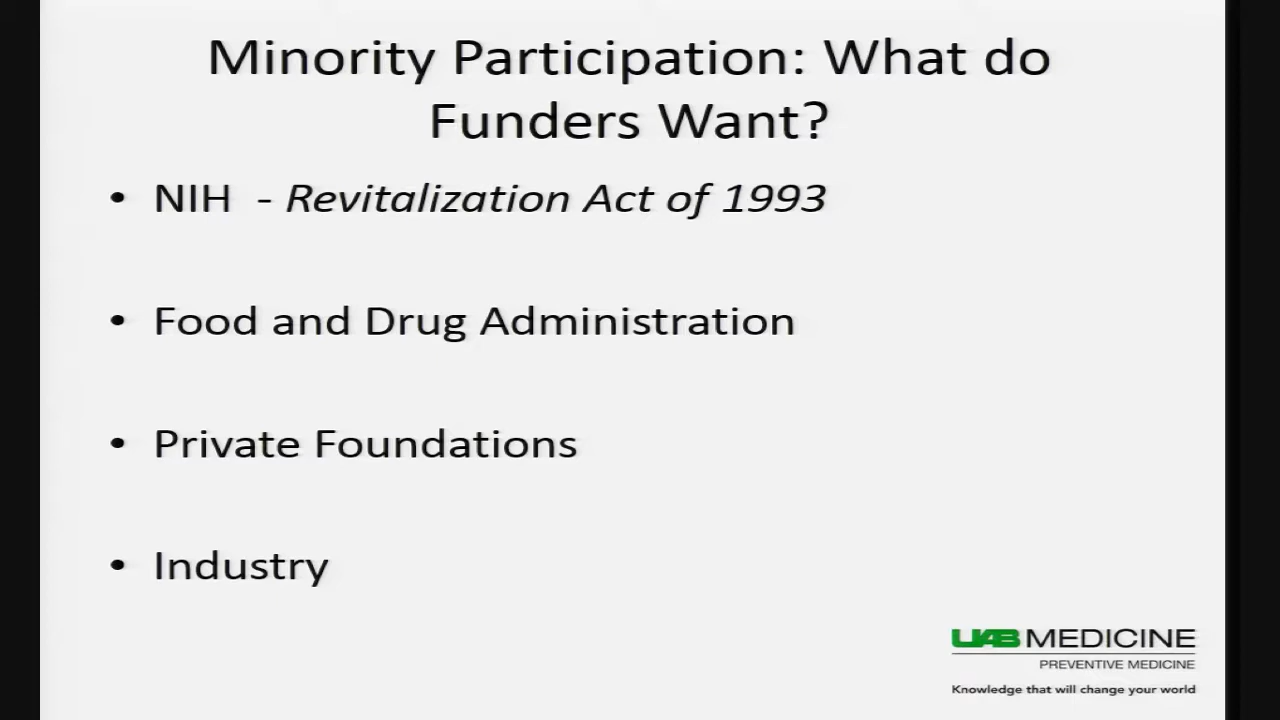 Minority Participation: What do
Funders Want?
• NIH - Revitalization Act of 1993
• Food and Drug Administration
• Private Foundations
• Industry
UAB MEDICINE
PREVENTIVE MEDICINE
Knowledge that will change your world